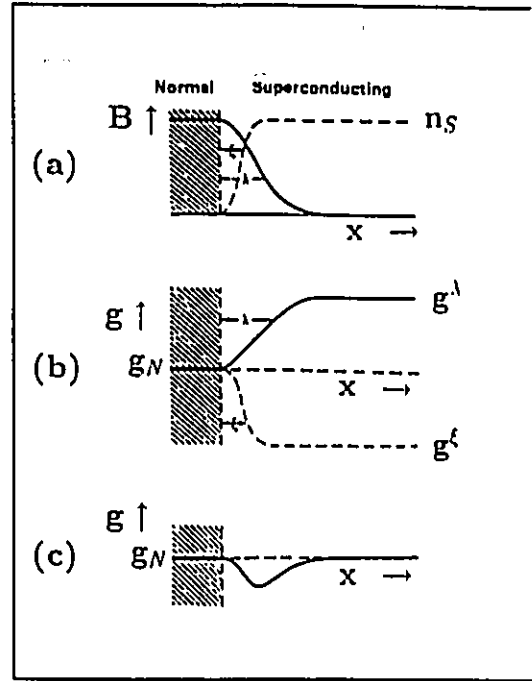 Normal Superconducting
B ↑ n_S
(a) ξ
λ
x →
g ↑ λ g^λ
g_N
(b) x →
ξ g^ξ
g ↑
(c) g_N
x →